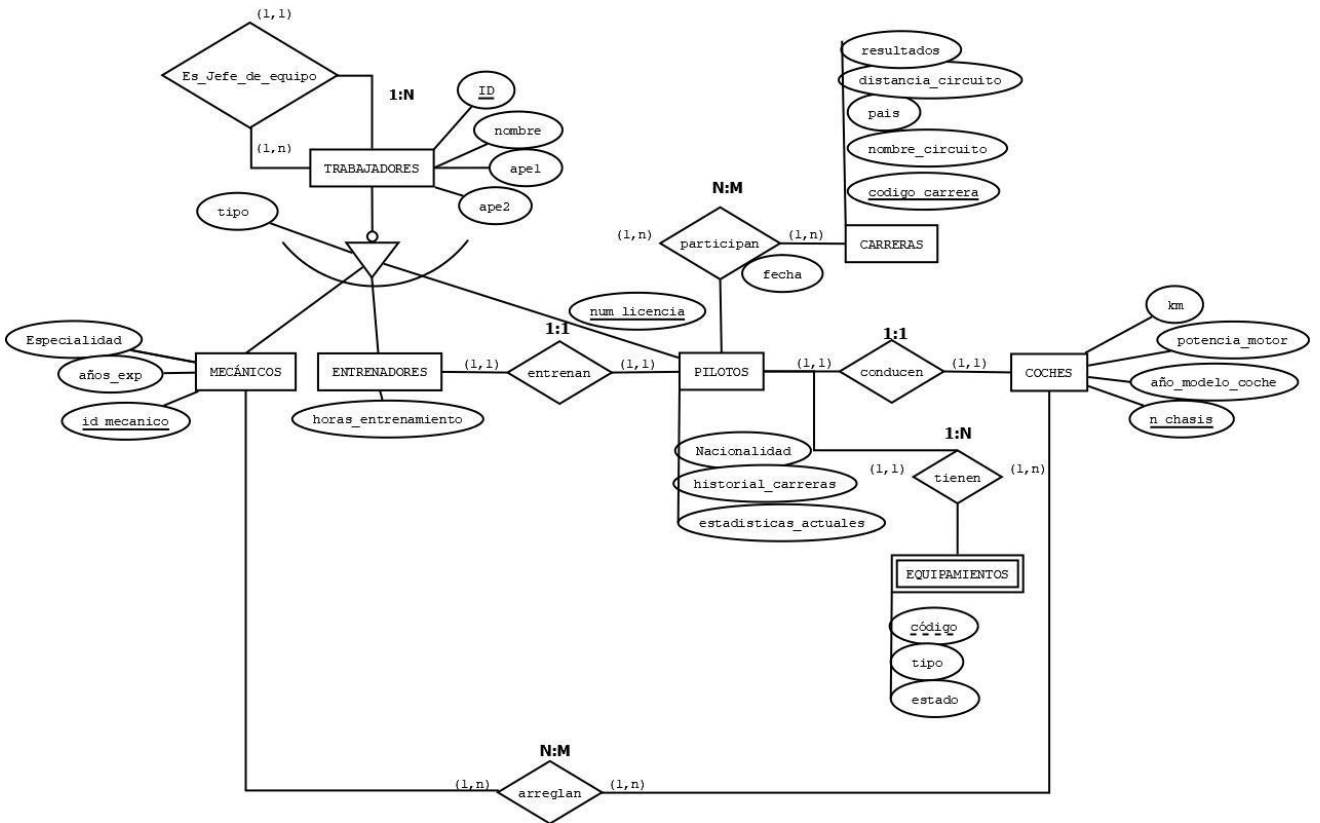 (1,1)
Es_Jefe_de_equipo
1:N
(1,n)
ID
nombre
ape1
ape2
TRABAJADORES
tipo
resultados
distancia_circuito
pais
nombre_circuito
codigo_carrera
N:M
(1,n)
participan
(1,n)
CARRERAS
fecha
num_licencia
Especialidad
años_exp
id_mecanico
MECÁNICOS
ENTRENADORES
horas_entrenamiento
1:1
(1,1)
entrenan
(1,1)
PILOTOS
Nacionalidad
historial_carreras
estadisticas_actuales
1:1
(1,1)
conducen
(1,1)
COCHES
km
potencia_motor
año_modelo_coche
n_chasis
1:N
(1,1)
tienen
(1,n)
EQUIPAMIENTOS
código
tipo
estado
N:M
(1,n)
arreglan
(1,n)